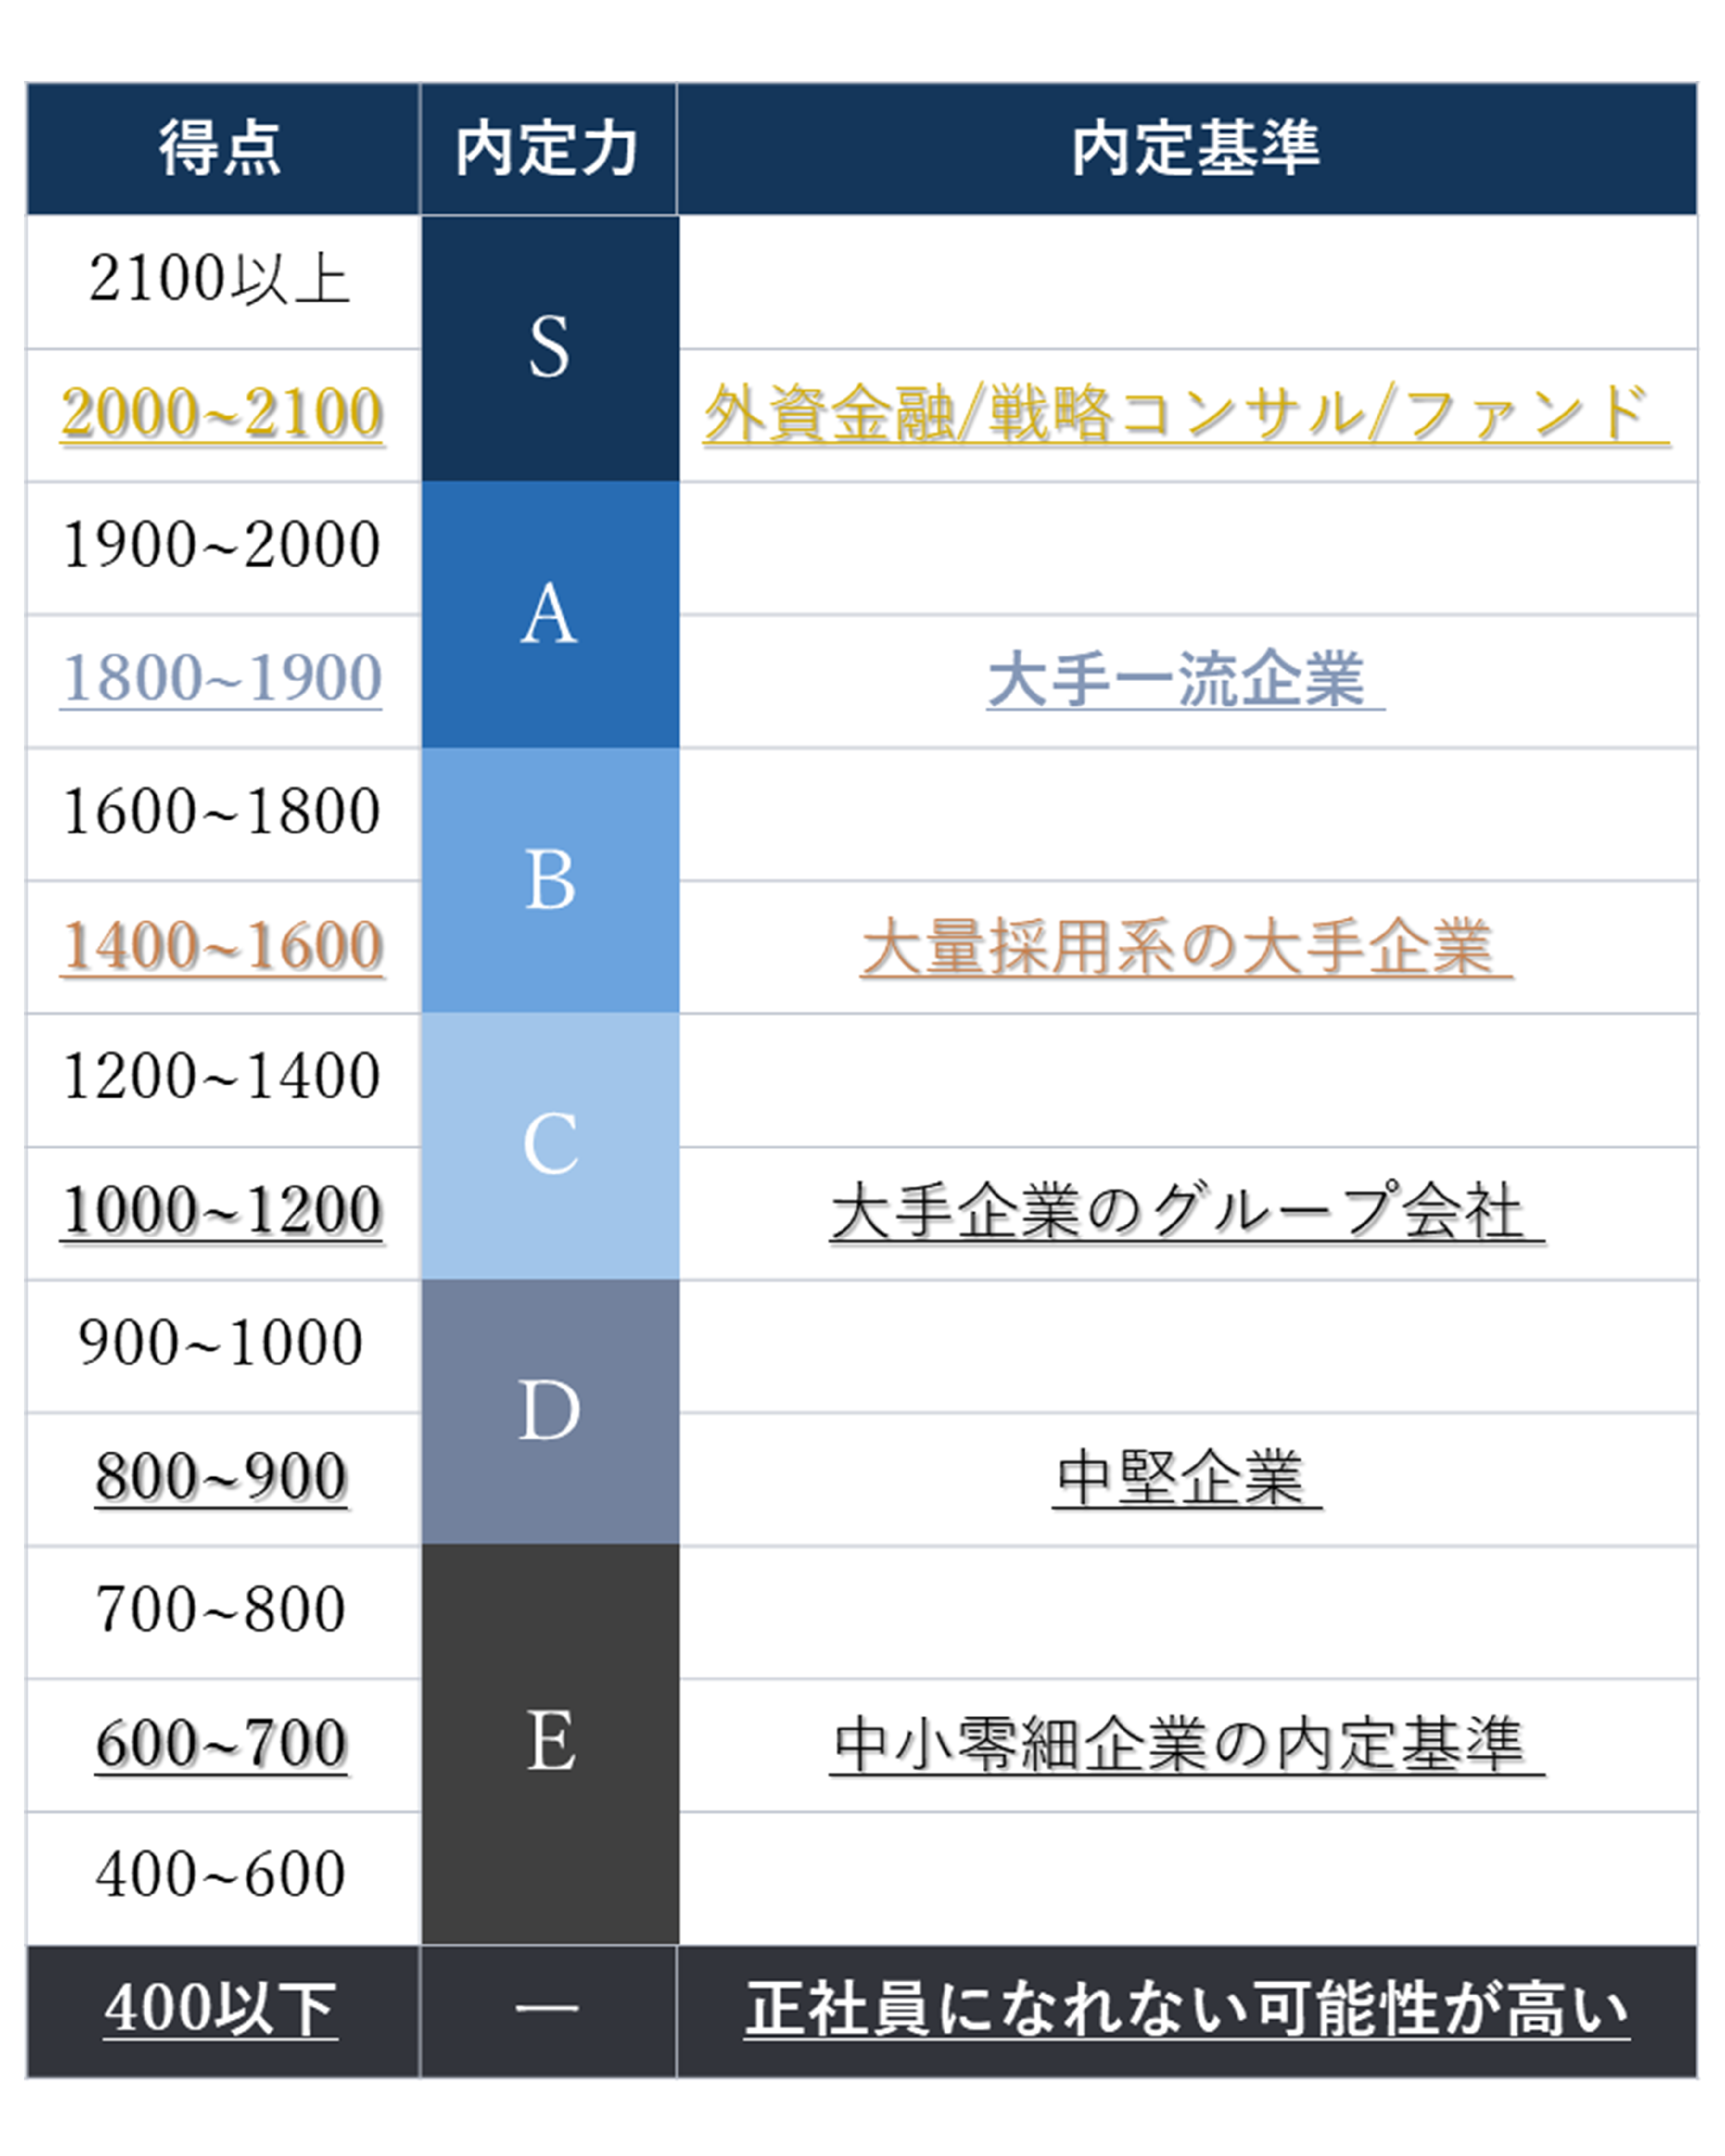 得点 内定力 内定基準
2100以上
S
2000~2100 外資金融/戦略コンサル/ファンド
1900~2000
A
1800~1900 大手一流企業
1600~1800
B
1400~1600 大量採用系の大手企業
1200~1400
C
1000~1200 大手企業のグループ会社
900~1000
D
800~900 中堅企業
700~800
600~700 E 中小零細企業の内定基準
400~600
400以下 — 正社員になれない可能性が高い